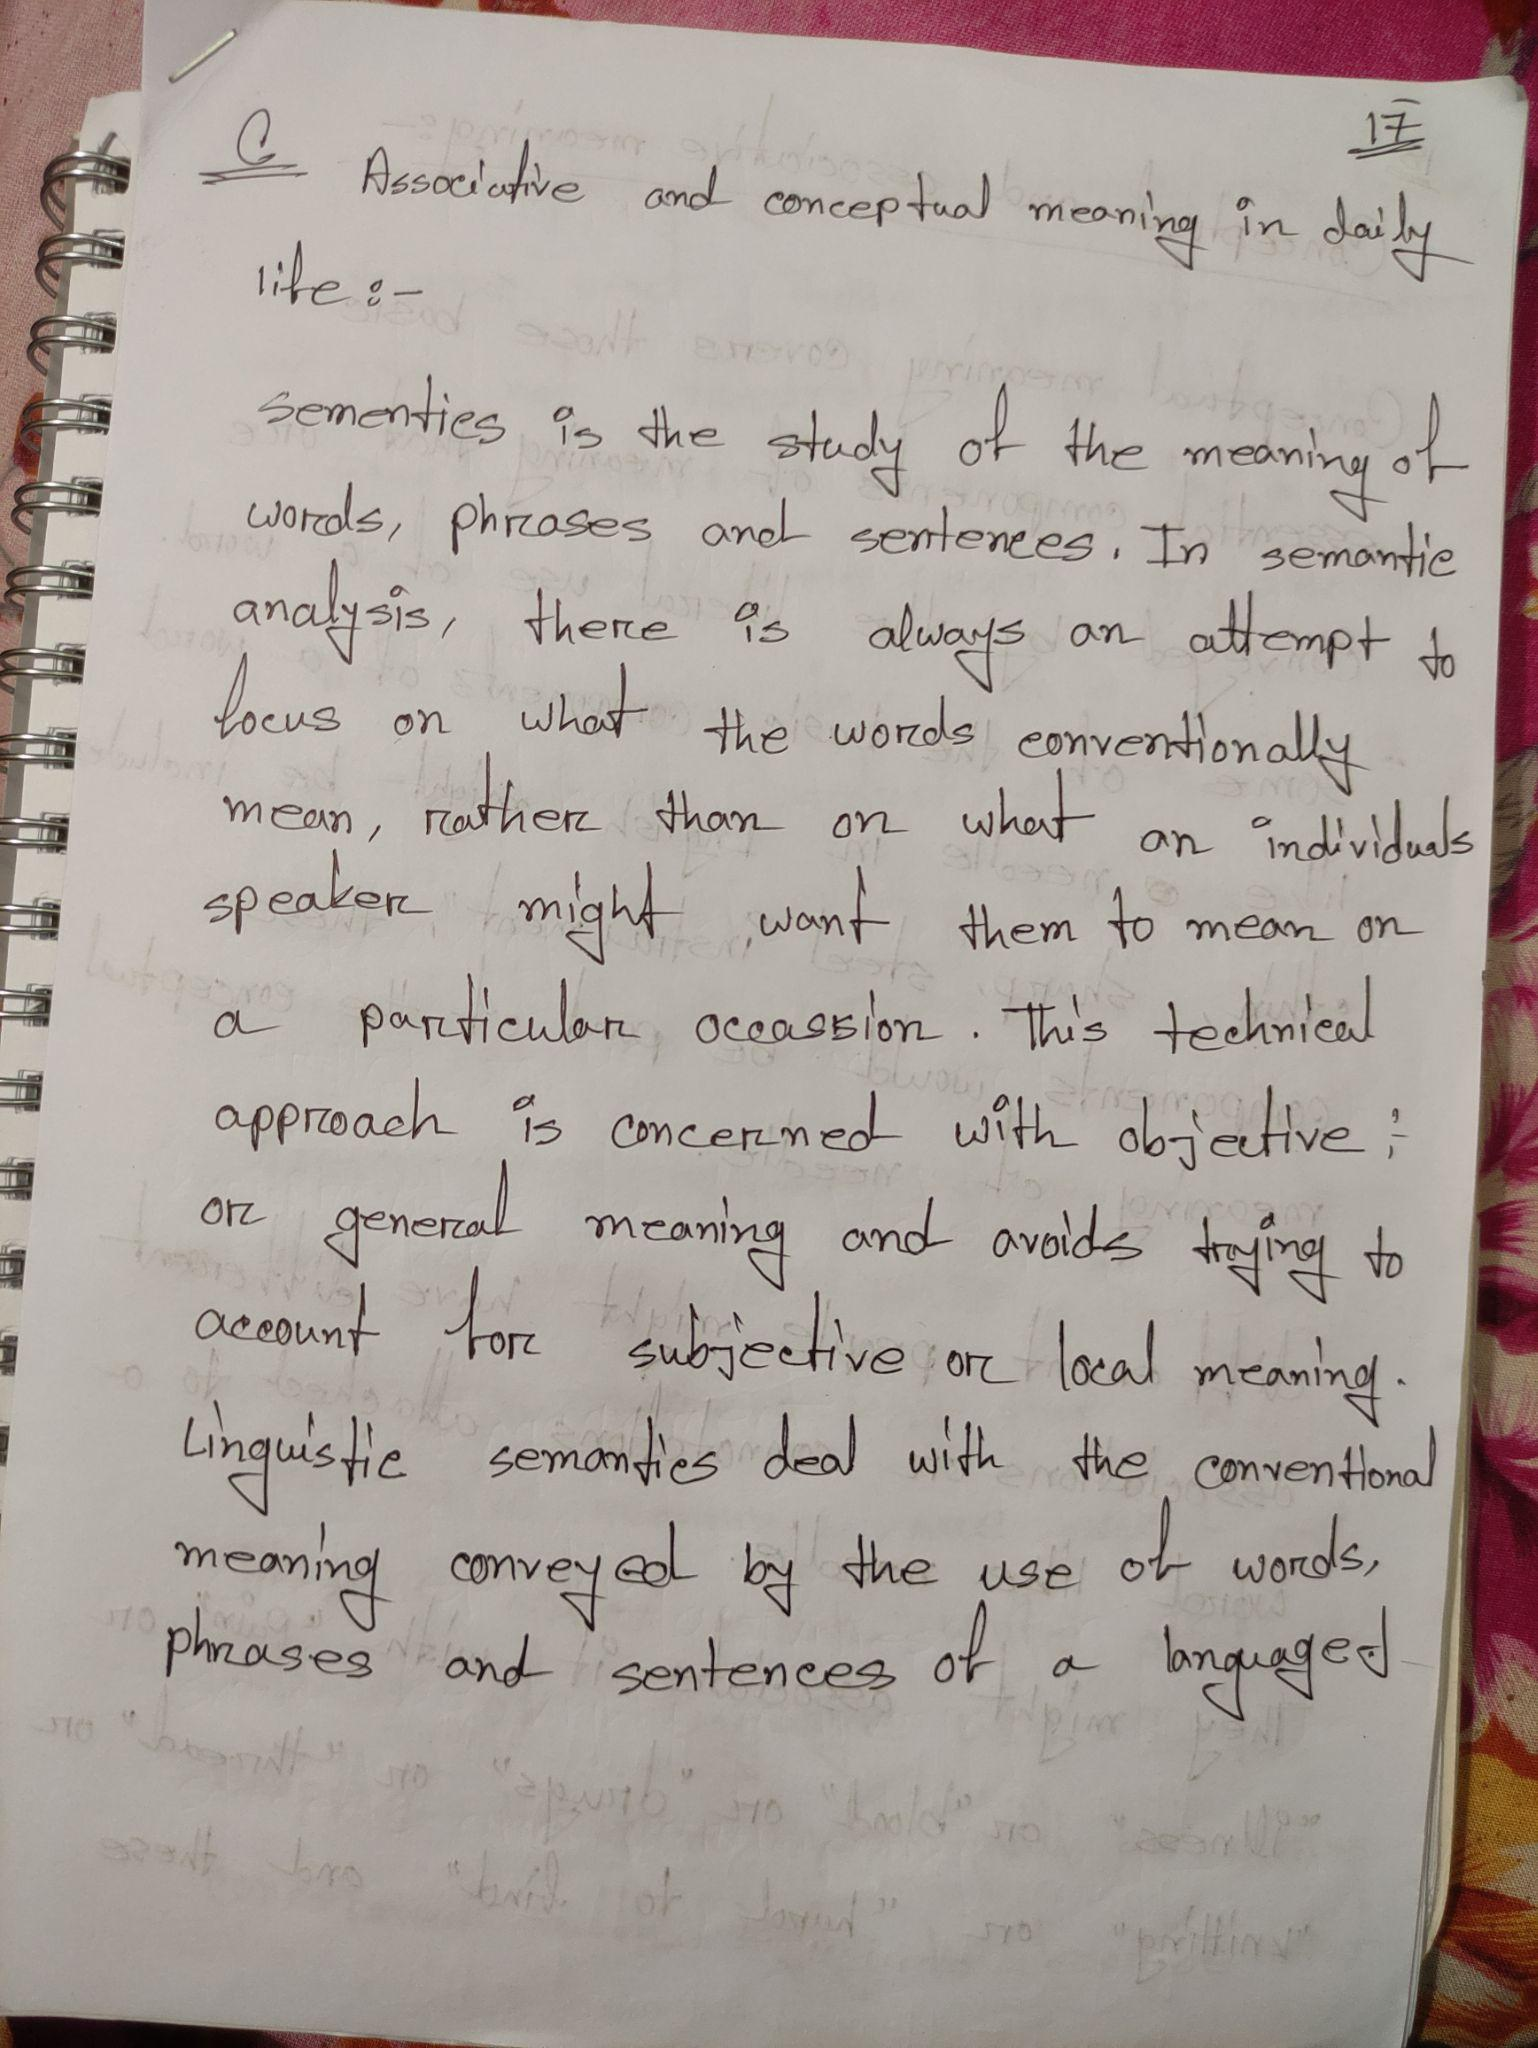 17
C Associative and conceptual meaning in daily
life :-
sementics is the study of the meaning of
words, phrases and sentences. In semantic
analysis, there is always an attempt to
focus on what the words conventionally
mean, rather than on what an individuals
speaker might want them to mean on
a particular occassion. This technical
approach is concerned with objective ;
or general meaning and avoids trying to
account for subjective or local meaning.
Linguistic semantics deal with the conventional
meaning conveyed by the use of words,
phrases and sentences of a languaged